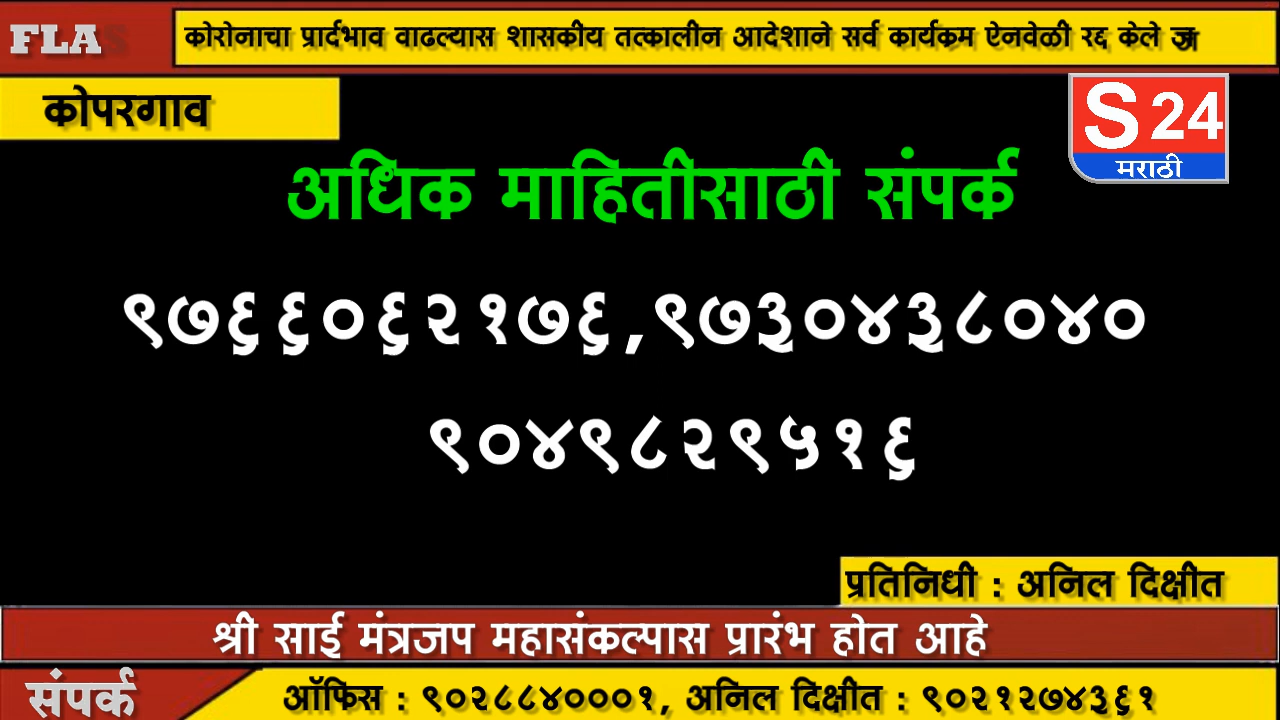 FLAS
कोरोनाचा प्रार्दभाव वाढल्यास शासकीय तत्कालीन आदेशाने सर्व कार्यक्रम ऐनवेळी रद्द केले
कोपरगाव
S 24
मराठी
अधिक माहितीसाठी संपर्क
९७६६०६२१७६,९७३०४३८०४०
९०४९८२९५१६
प्रतिनिधी : अनिल दिक्षीत
श्री साई मंत्रजप महासंकल्पास प्रारंभ होत आहे
संपर्क
ऑफिस : ९०२८८४०००१, अनिल दिक्षीत : ९०२१२७४३६१